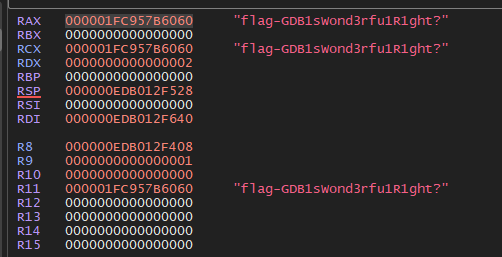 RAX 000001FC957B6060 "flag-GDB1sWond3rfu1R1ght?"
RBX 0000000000000000
RCX 000001FC957B6060 "flag-GDB1sWond3rfu1R1ght?"
RDX 0000000000000002
RBP 0000000000000000
RSP 000000EDB012F528
RSI 0000000000000000
RDI 000000EDB012F640
R8 000000EDB012F408
R9 0000000000000001
R10 0000000000000000
R11 000001FC957B6060 "flag-GDB1sWond3rfu1R1ght?"
R12 0000000000000000
R13 0000000000000000
R14 0000000000000000
R15 0000000000000000